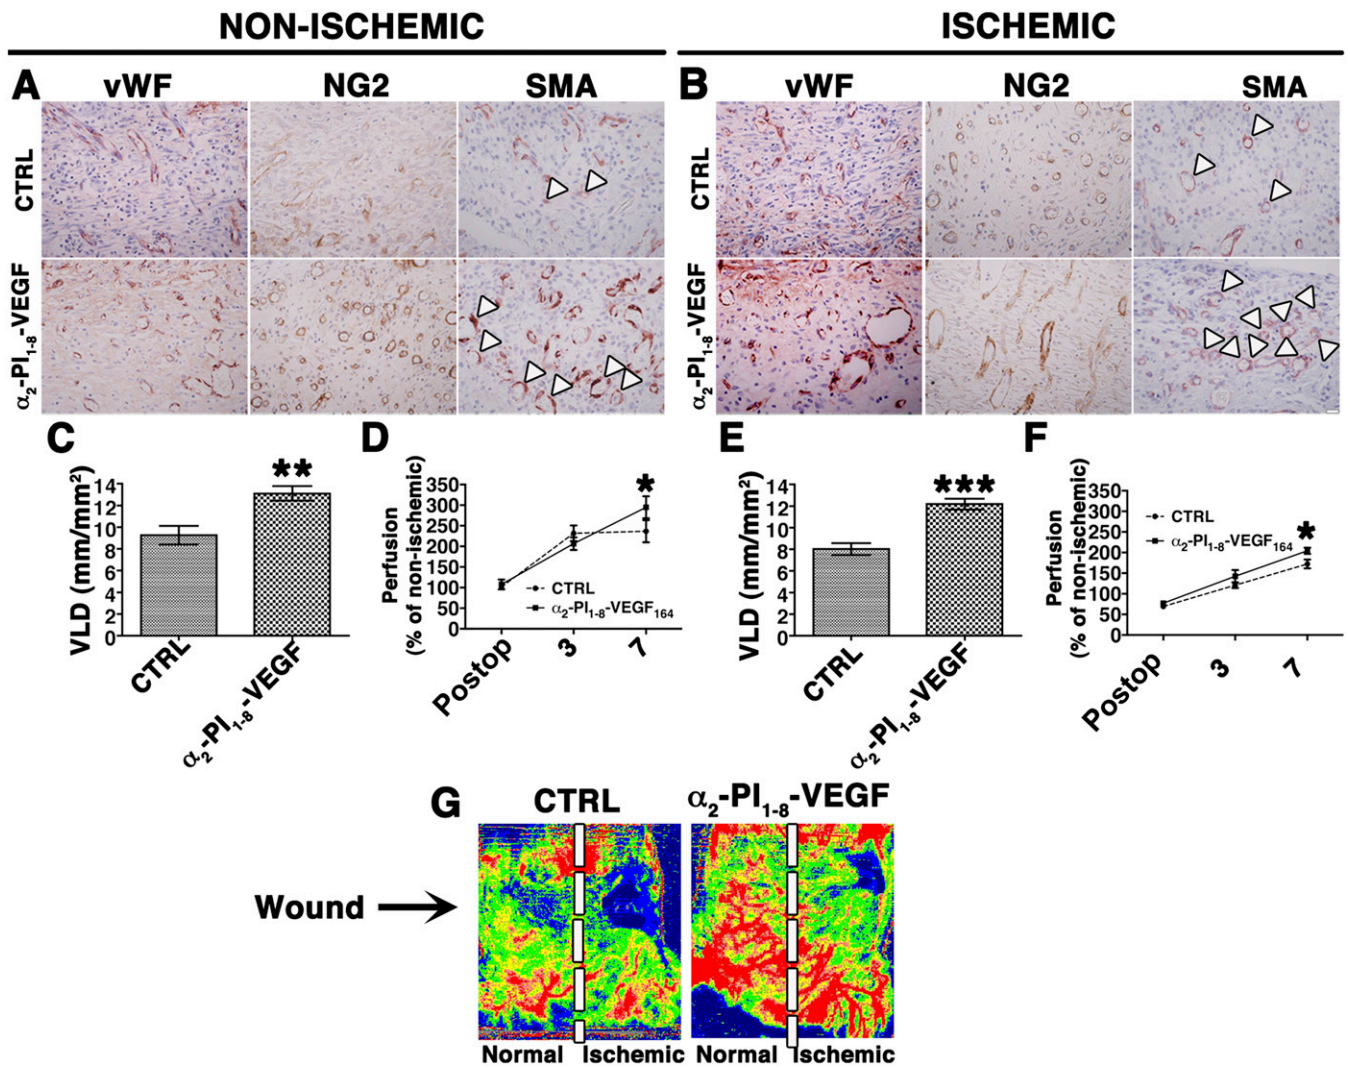 NON-ISCHEMIC
ISCHEMIC
A
vWF
NG2
SMA
CTRL
α2-PI1-8-VEGF
B
vWF
NG2
SMA
CTRL
α2-PI1-8-VEGF
C
VLD (mm/mm²)
14
12
10
8
6
4
2
0
**
CTRL
α2-PI1-8-VEGF
D
Perfusion
(% of non-ischemic)
350
300
250
200
150
100
50
0
*
CTRL
α2-PI1-8-VEGF164
Postop
3
7
E
VLD (mm/mm²)
14
12
10
8
6
4
2
0
***
CTRL
α2-PI1-8-VEGF
F
Perfusion
(% of non-ischemic)
350
300
250
200
150
100
50
0
CTRL
α2-PI1-8-VEGF164
*
Postop
3
7
G
CTRL
α2-PI1-8-VEGF
Wound
Normal
Ischemic
Normal
Ischemic